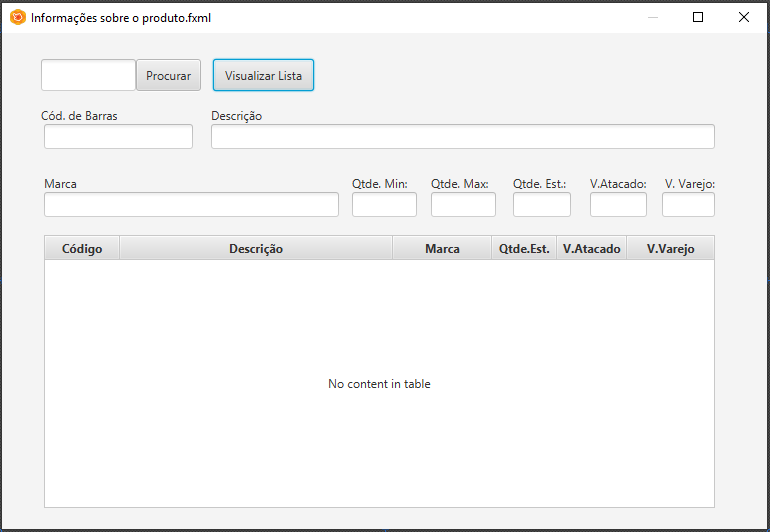 Informações sobre o produto.fxml
Procurar Visualizar Lista
Cód. de Barras Descrição
Marca Qtde. Min: Qtde. Max: Qtde. Est.: V.Atacado: V. Varejo:
Código Descrição Marca Qtde.Est. V.Atacado V.Varejo
No content in table